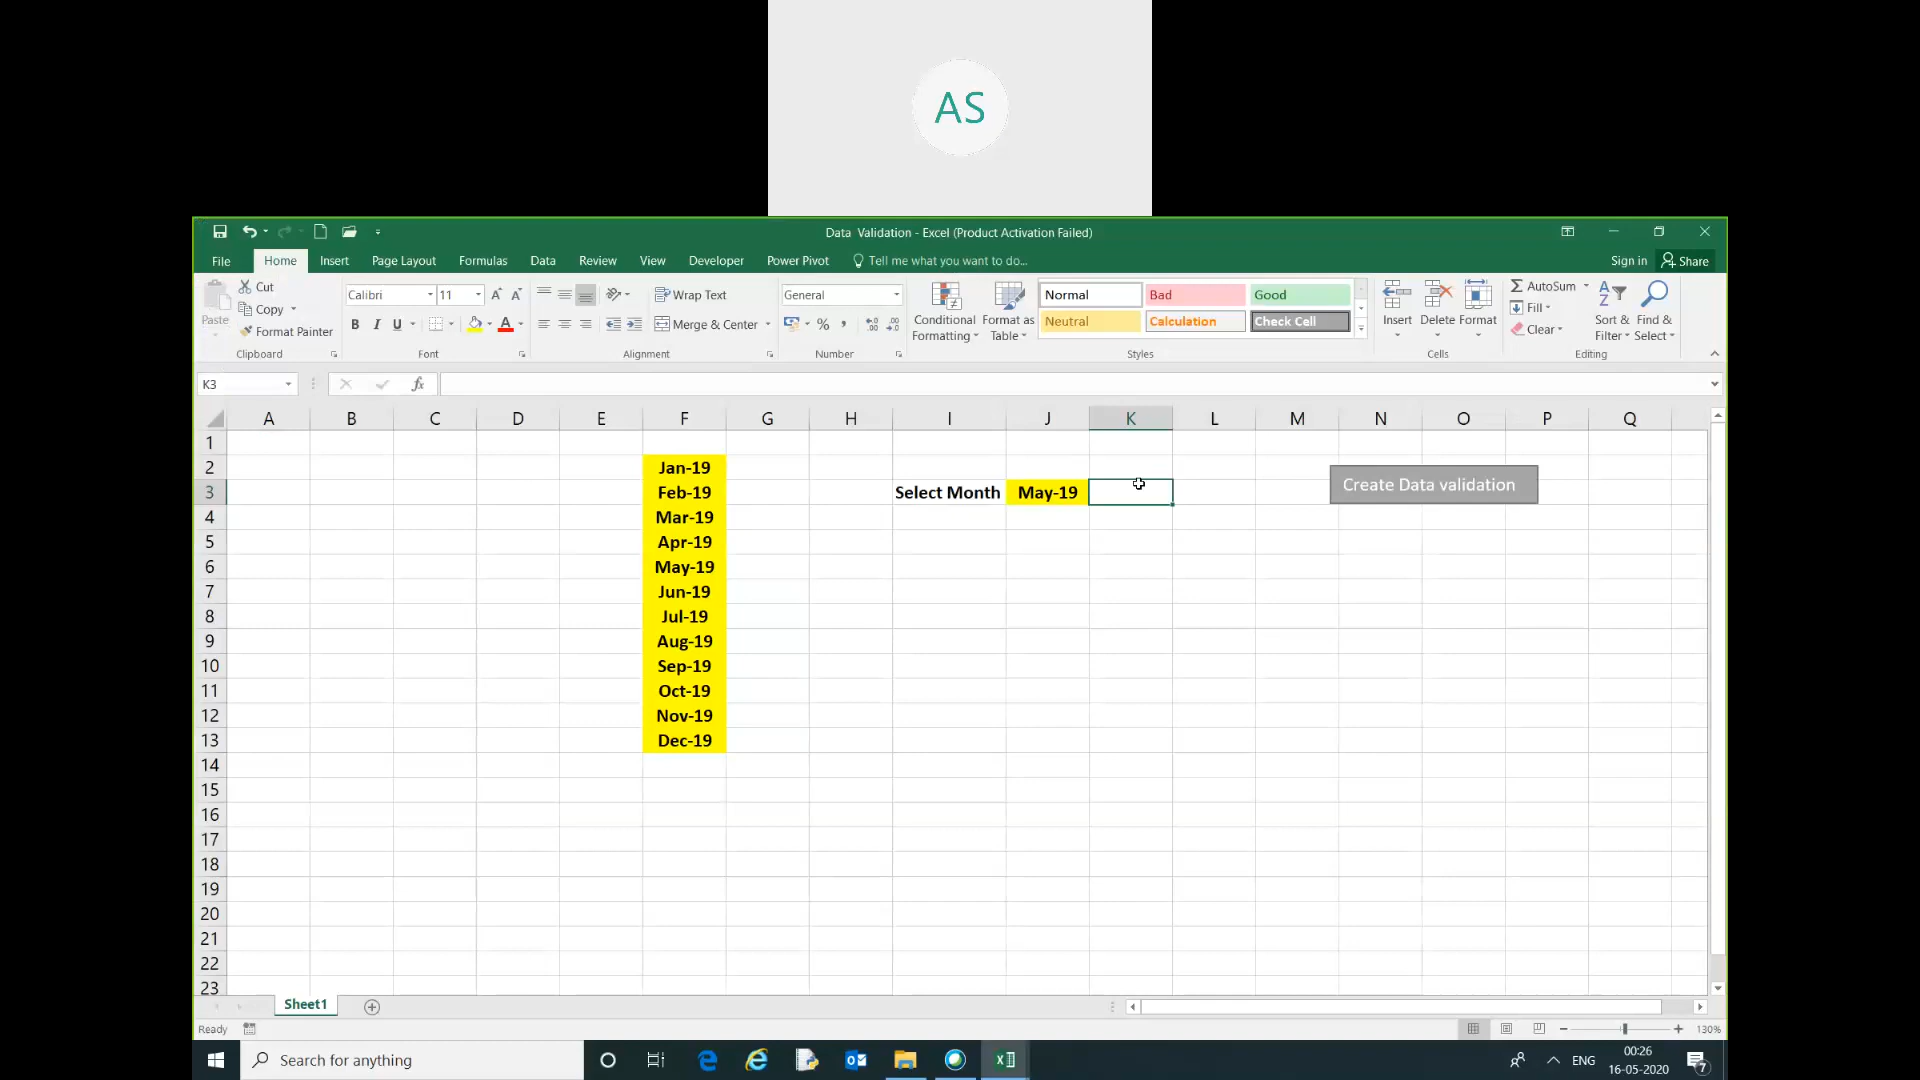 AS
Data Validation - Excel (Product Activation Failed)
File Home Insert Page Layout Formulas Data Review View Developer Power Pivot Tell me what you want to do... Sign in Share
Paste
Cut
Copy
Format Painter
Clipboard
Calibri 11
B I U
Font
Wrap Text
Merge & Center
Alignment
General
Number
Conditional Formatting
Format as Table
Normal Bad Good
Neutral Calculation Check Cell
Styles
Insert Delete Format
Cells
AutoSum
Fill
Clear
Sort & Filter
Find & Select
Editing
K3 fx
A B C D E F G H I J K L M N O P Q
1
2 Jan-19
3 Feb-19 Select Month May-19 Create Data validation
4 Mar-19
5 Apr-19
6 May-19
7 Jun-19
8 Jul-19
9 Aug-19
10 Sep-19
11 Oct-19
12 Nov-19
13 Dec-19
14
15
16
17
18
19
20
21
22
23
Sheet1
Ready 130%
Search for anything
ENG
00:26
16-05-2020
7